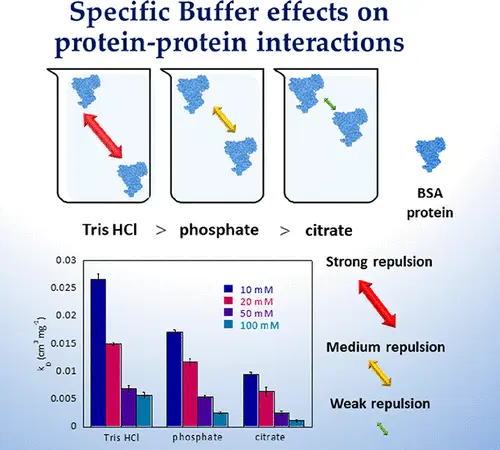 Specific Buffer effects on
protein-protein interactions
BSA
protein
Tris HCl > phosphate > citrate
Strong repulsion
Medium repulsion
Weak repulsion
k_D (cm³ mg⁻¹)
0.03
0.025
0.02
0.015
0.01
0.005
0
10 mM
20 mM
50 mM
100 mM
Tris HCl phosphate citrate